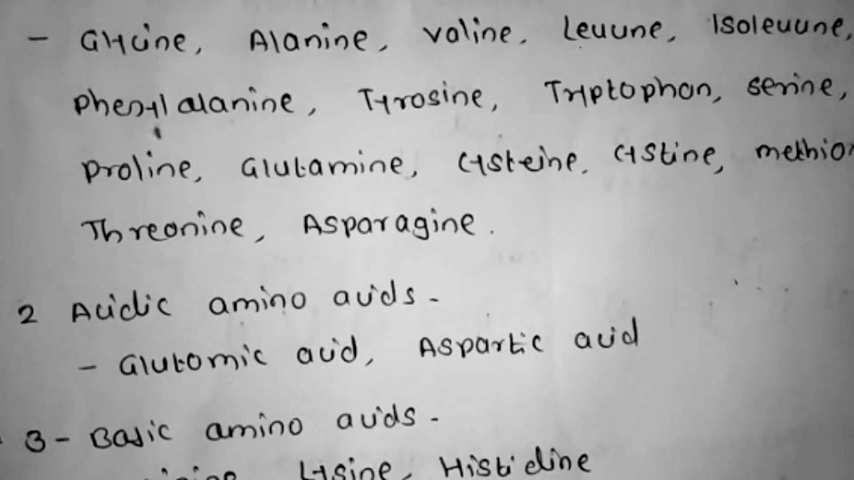 - Glycine, Alanine, valine, Leucine, Isoleucine,
phenylalanine, Tyrosine, Tryptophan, serine,
proline, Glutamine, cysteine, cystine, methio
Threonine, Asparagine.
2 Acidic amino acids -
- Glutamic acid, Aspartic acid
3- Basic amino acids -
Lysine, Histidine